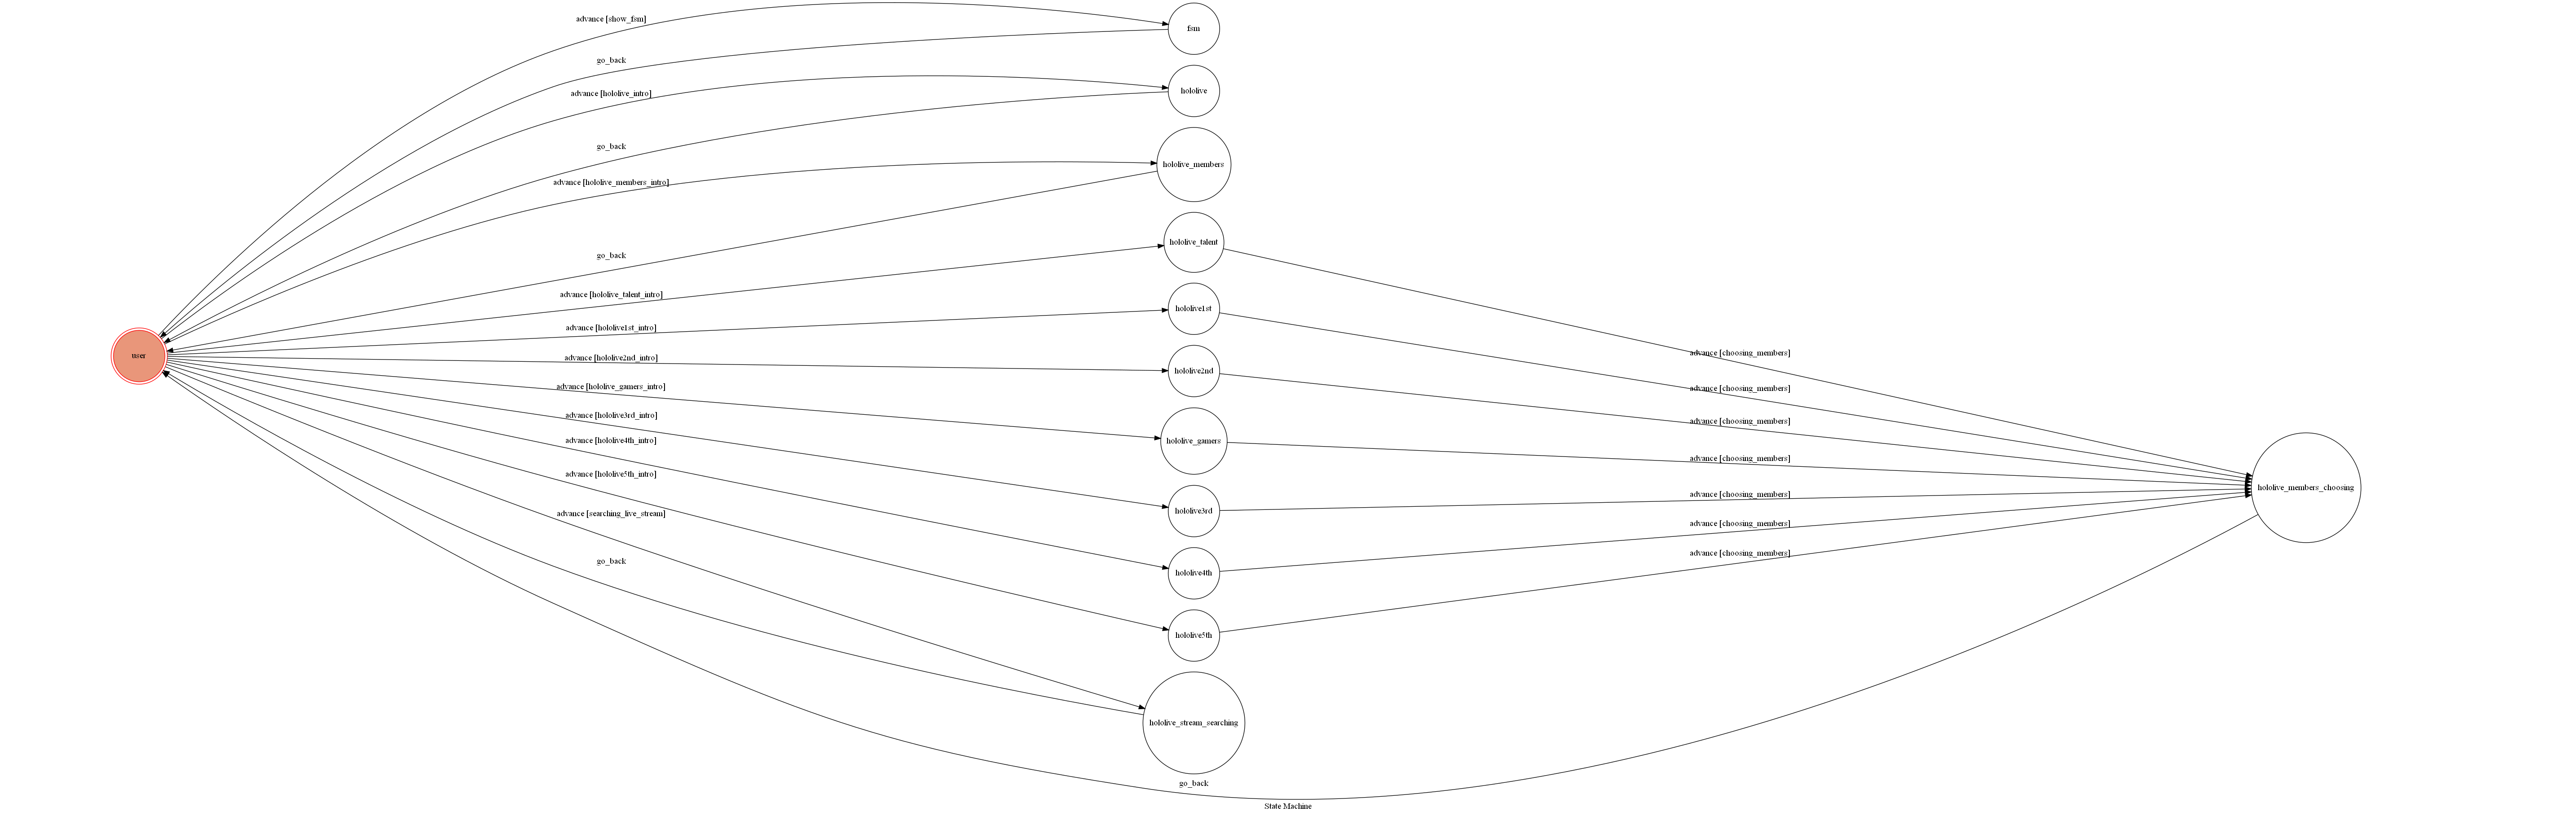 advance [show_fsm]
fsm
go_back
hololive
advance [hololive_intro]
go_back
hololive_members
advance [hololive_members_intro]
go_back
hololive_talent
advance [hololive_talent_intro]
hololive1st
advance [hololive1st_intro]
user
advance [hololive2nd_intro]
hololive2nd
advance [hololive_gamers_intro]
hololive_gamers
advance [hololive3rd_intro]
hololive3rd
advance [hololive4th_intro]
hololive4th
advance [hololive5th_intro]
hololive5th
advance [searching_live_stream]
go_back
hololive_stream_searching
advance [choosing_members]
advance [choosing_members]
advance [choosing_members]
advance [choosing_members]
advance [choosing_members]
advance [choosing_members]
advance [choosing_members]
hololive_members_choosing
go_back
State Machine